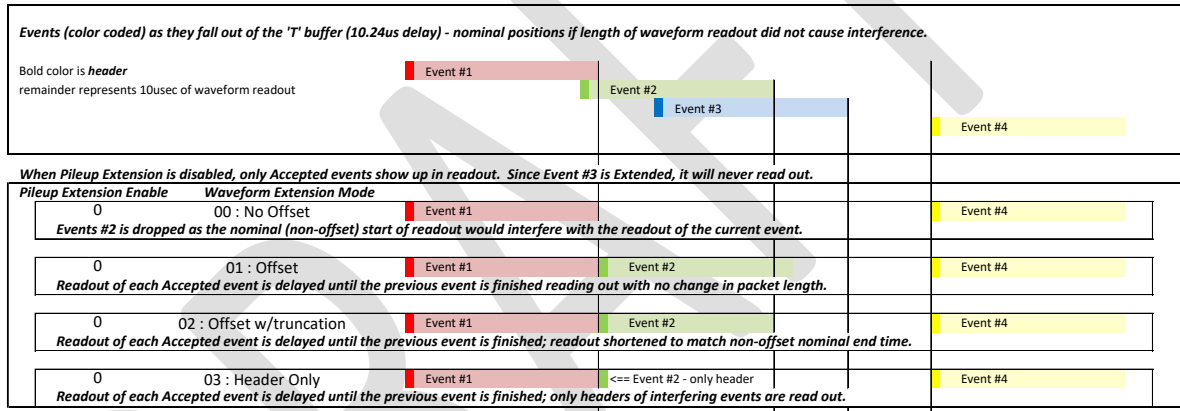 Events (color coded) as they fall out of the 'T' buffer (10.24us delay) - nominal positions if length of waveform readout did not cause interference.
Bold color is header Event #1
remainder represents 10usec of waveform readout Event #2
Event #3
Event #4
When Pileup Extension is disabled, only Accepted events show up in readout. Since Event #3 is Extended, it will never read out.
Pileup Extension Enable Waveform Extension Mode
0 00 : No Offset Event #1 Event #4
Events #2 is dropped as the nominal (non-offset) start of readout would interfere with the readout of the current event.
0 01 : Offset Event #1 Event #2 Event #4
Readout of each Accepted event is delayed until the previous event is finished reading out with no change in packet length.
0 02 : Offset w/truncation Event #1 Event #2 Event #4
Readout of each Accepted event is delayed until the previous event is finished; readout shortened to match non-offset nominal end time.
0 03 : Header Only Event #1 <== Event #2 - only header Event #4
Readout of each Accepted event is delayed until the previous event is finished; only headers of interfering events are read out.